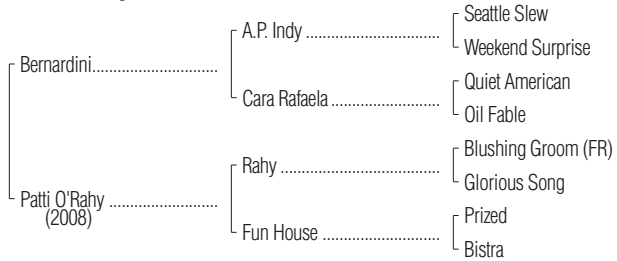 Seattle Slew
A.P. Indy
Weekend Surprise
Bernardini
Quiet American
Cara Rafaela
Oil Fable
Blushing Groom (FR)
Rahy
Glorious Song
Patti O'Rahy
(2008)
Prized
Fun House
Bistra